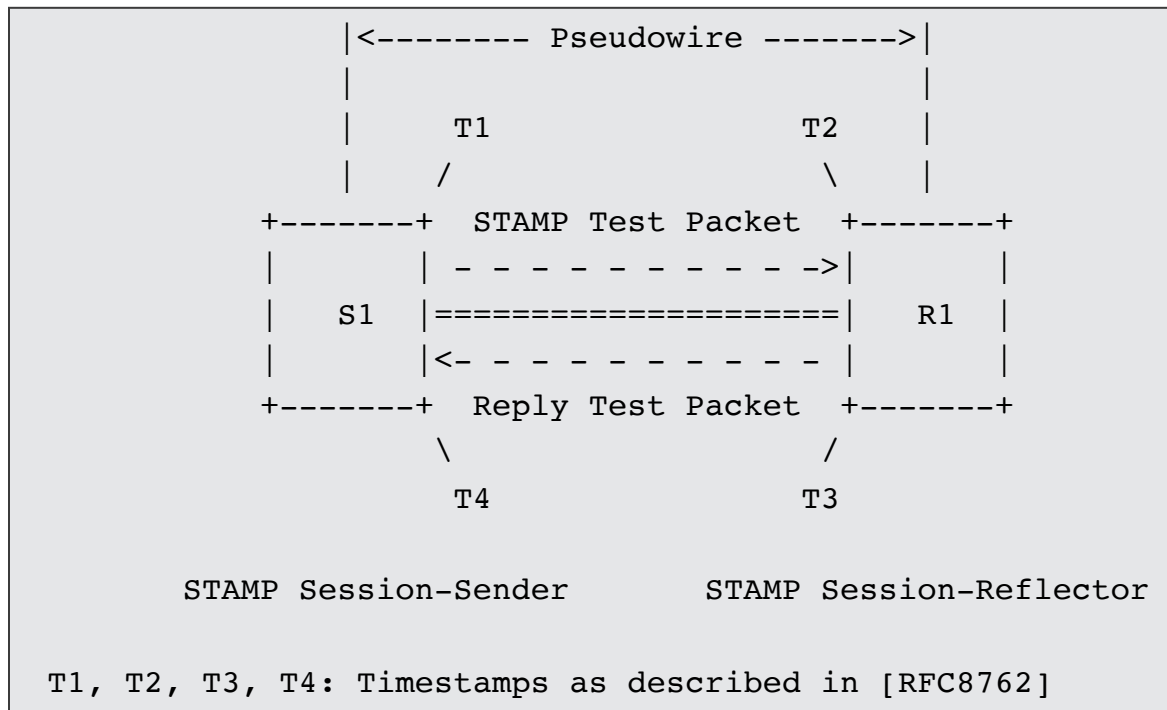 |<-------- Pseudowire ------->|
|                             |
|     T1                T2    |
|    /                   \    |
+-------+  STAMP Test Packet  +-------+
|       | - - - - - - - - - ->|       |
|   S1  |=====================|   R1  |
|       |<- - - - - - - - - - |       |
+-------+  Reply Test Packet  +-------+
\                   /
T4                T3
STAMP Session-Sender       STAMP Session-Reflector
T1, T2, T3, T4: Timestamps as described in [RFC8762]